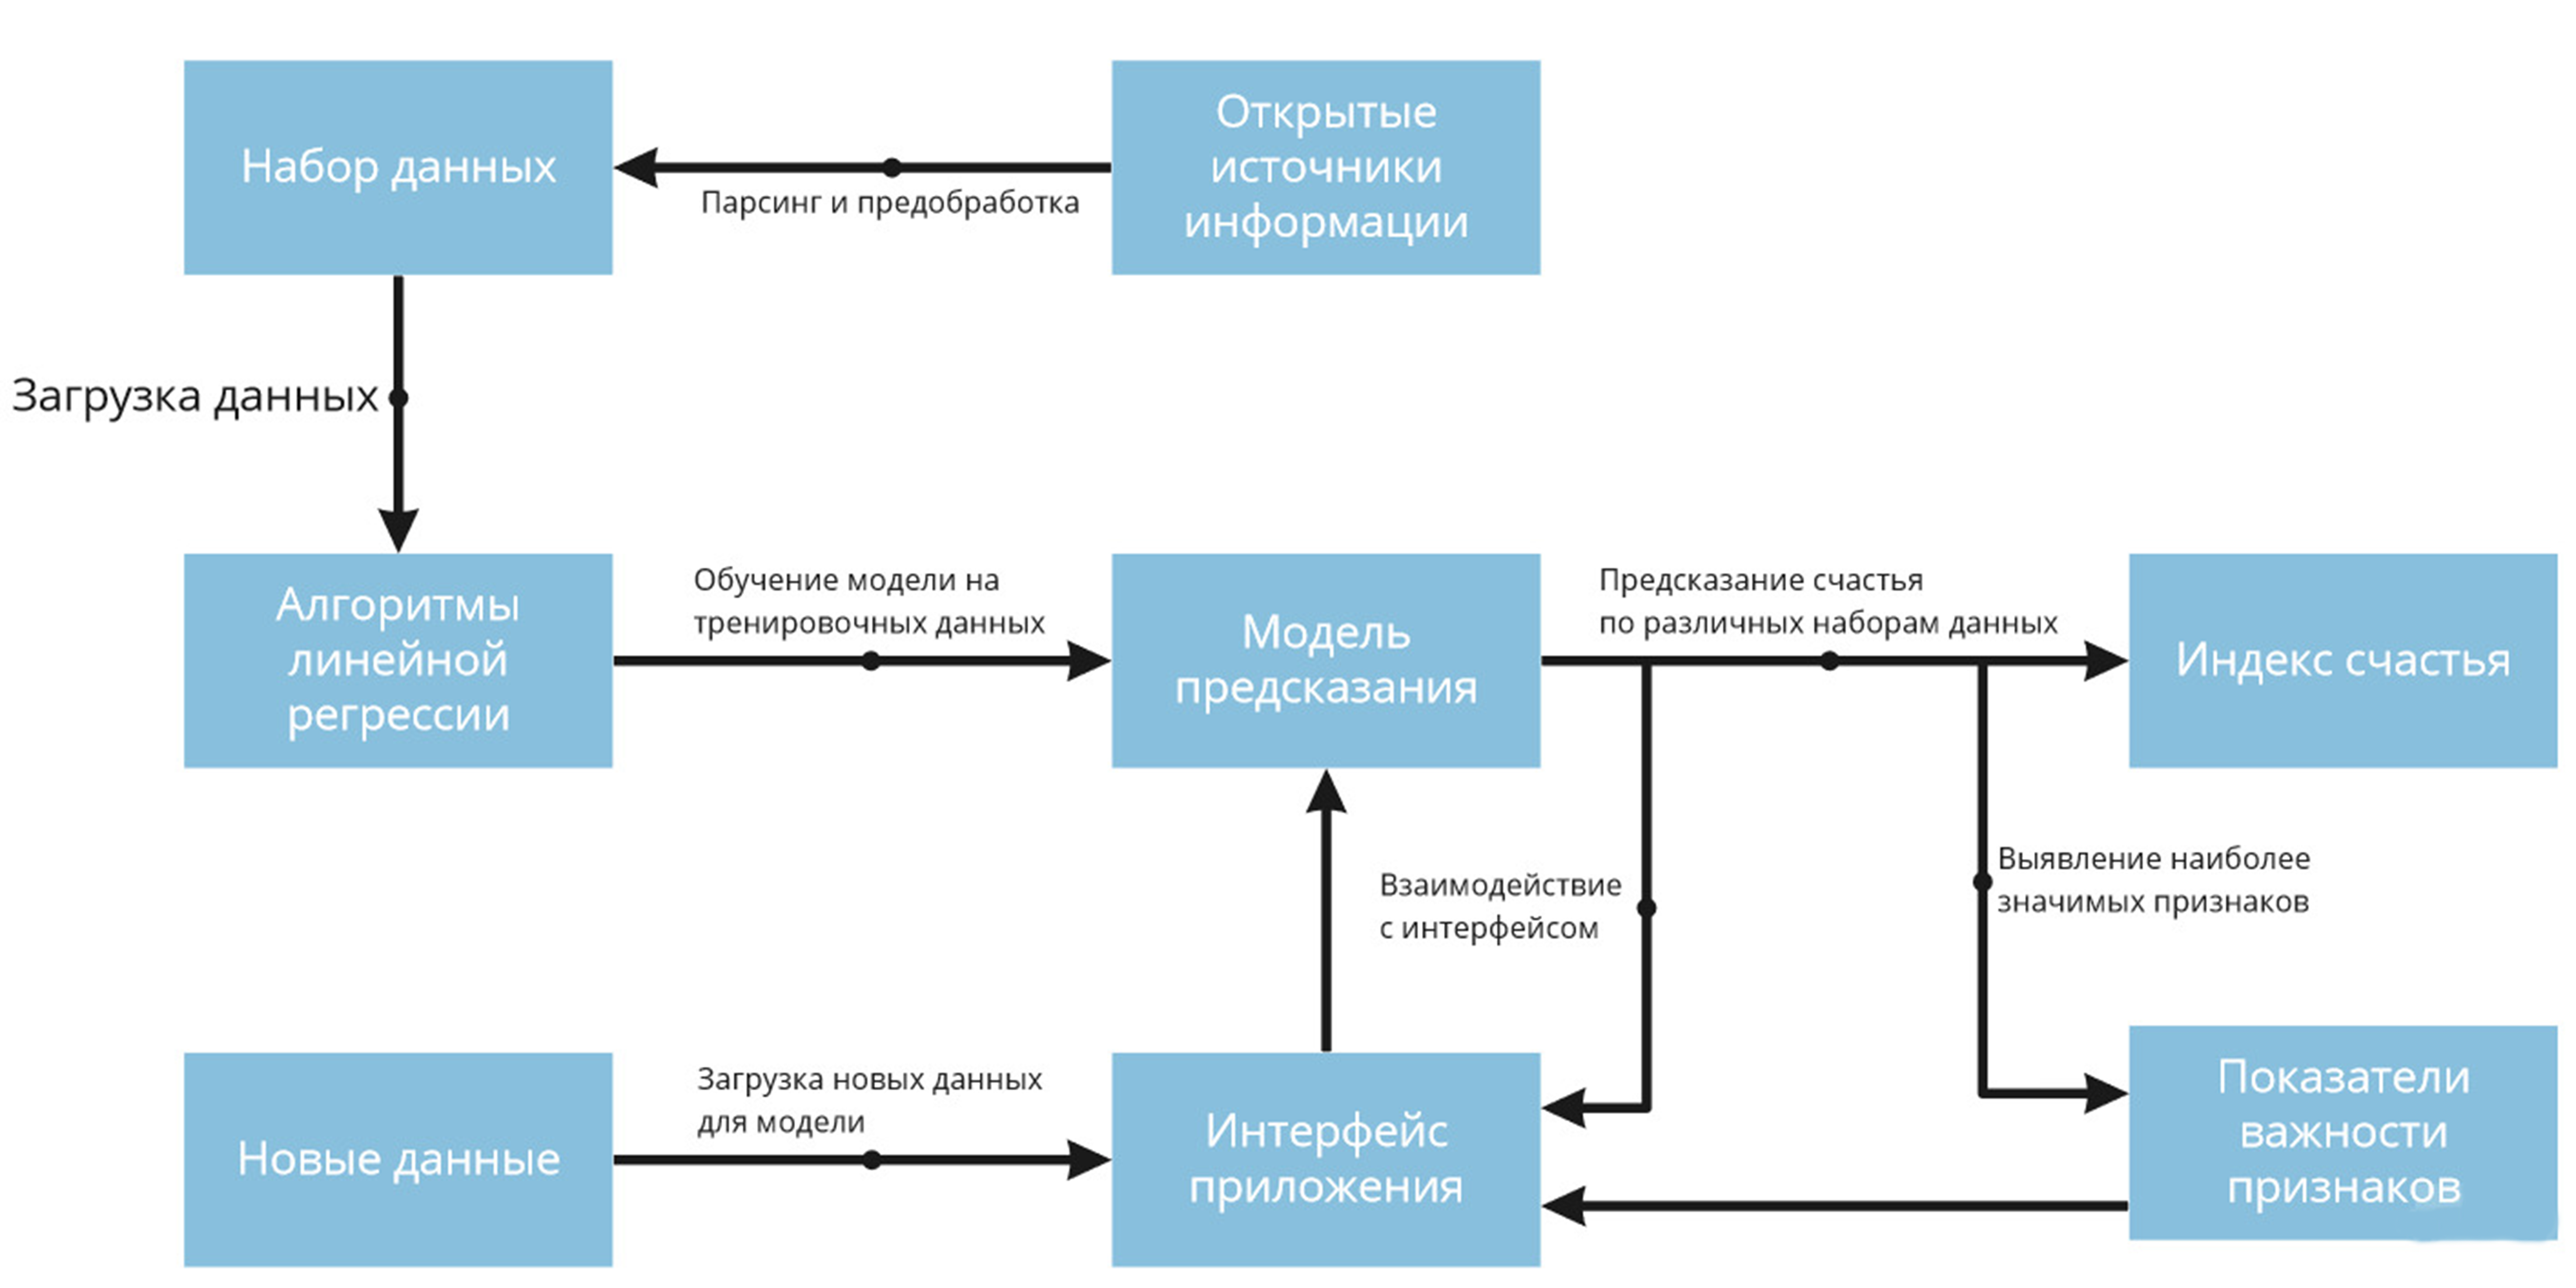 Набор данных
Парсинг и предобработка
Открытые
источники
информации
Загрузка данных
Алгоритмы
линейной
регрессии
Обучение модели на
тренировочных данных
Модель
предсказания
Предсказание счастья
по различных наборам данных
Индекс счастья
Взаимодействие
с интерфейсом
Выявление наиболее
значимых признаков
Новые данные
Загрузка новых данных
для модели
Интерфейс
приложения
Показатели
важности
признаков